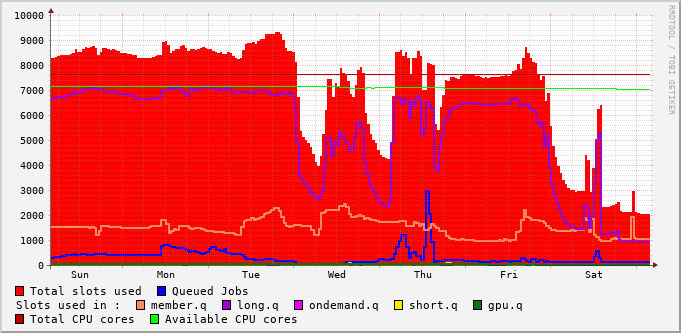 10000
9000
8000
7000
6000
5000
4000
3000
2000
1000
0
Sun Mon Tue Wed Thu Fri Sat
RRDTOOL / TOBI OETIKER
Total slots used Queued Jobs
Slots used in : member.q long.q ondemand.q short.q gpu.q
Total CPU cores Available CPU cores